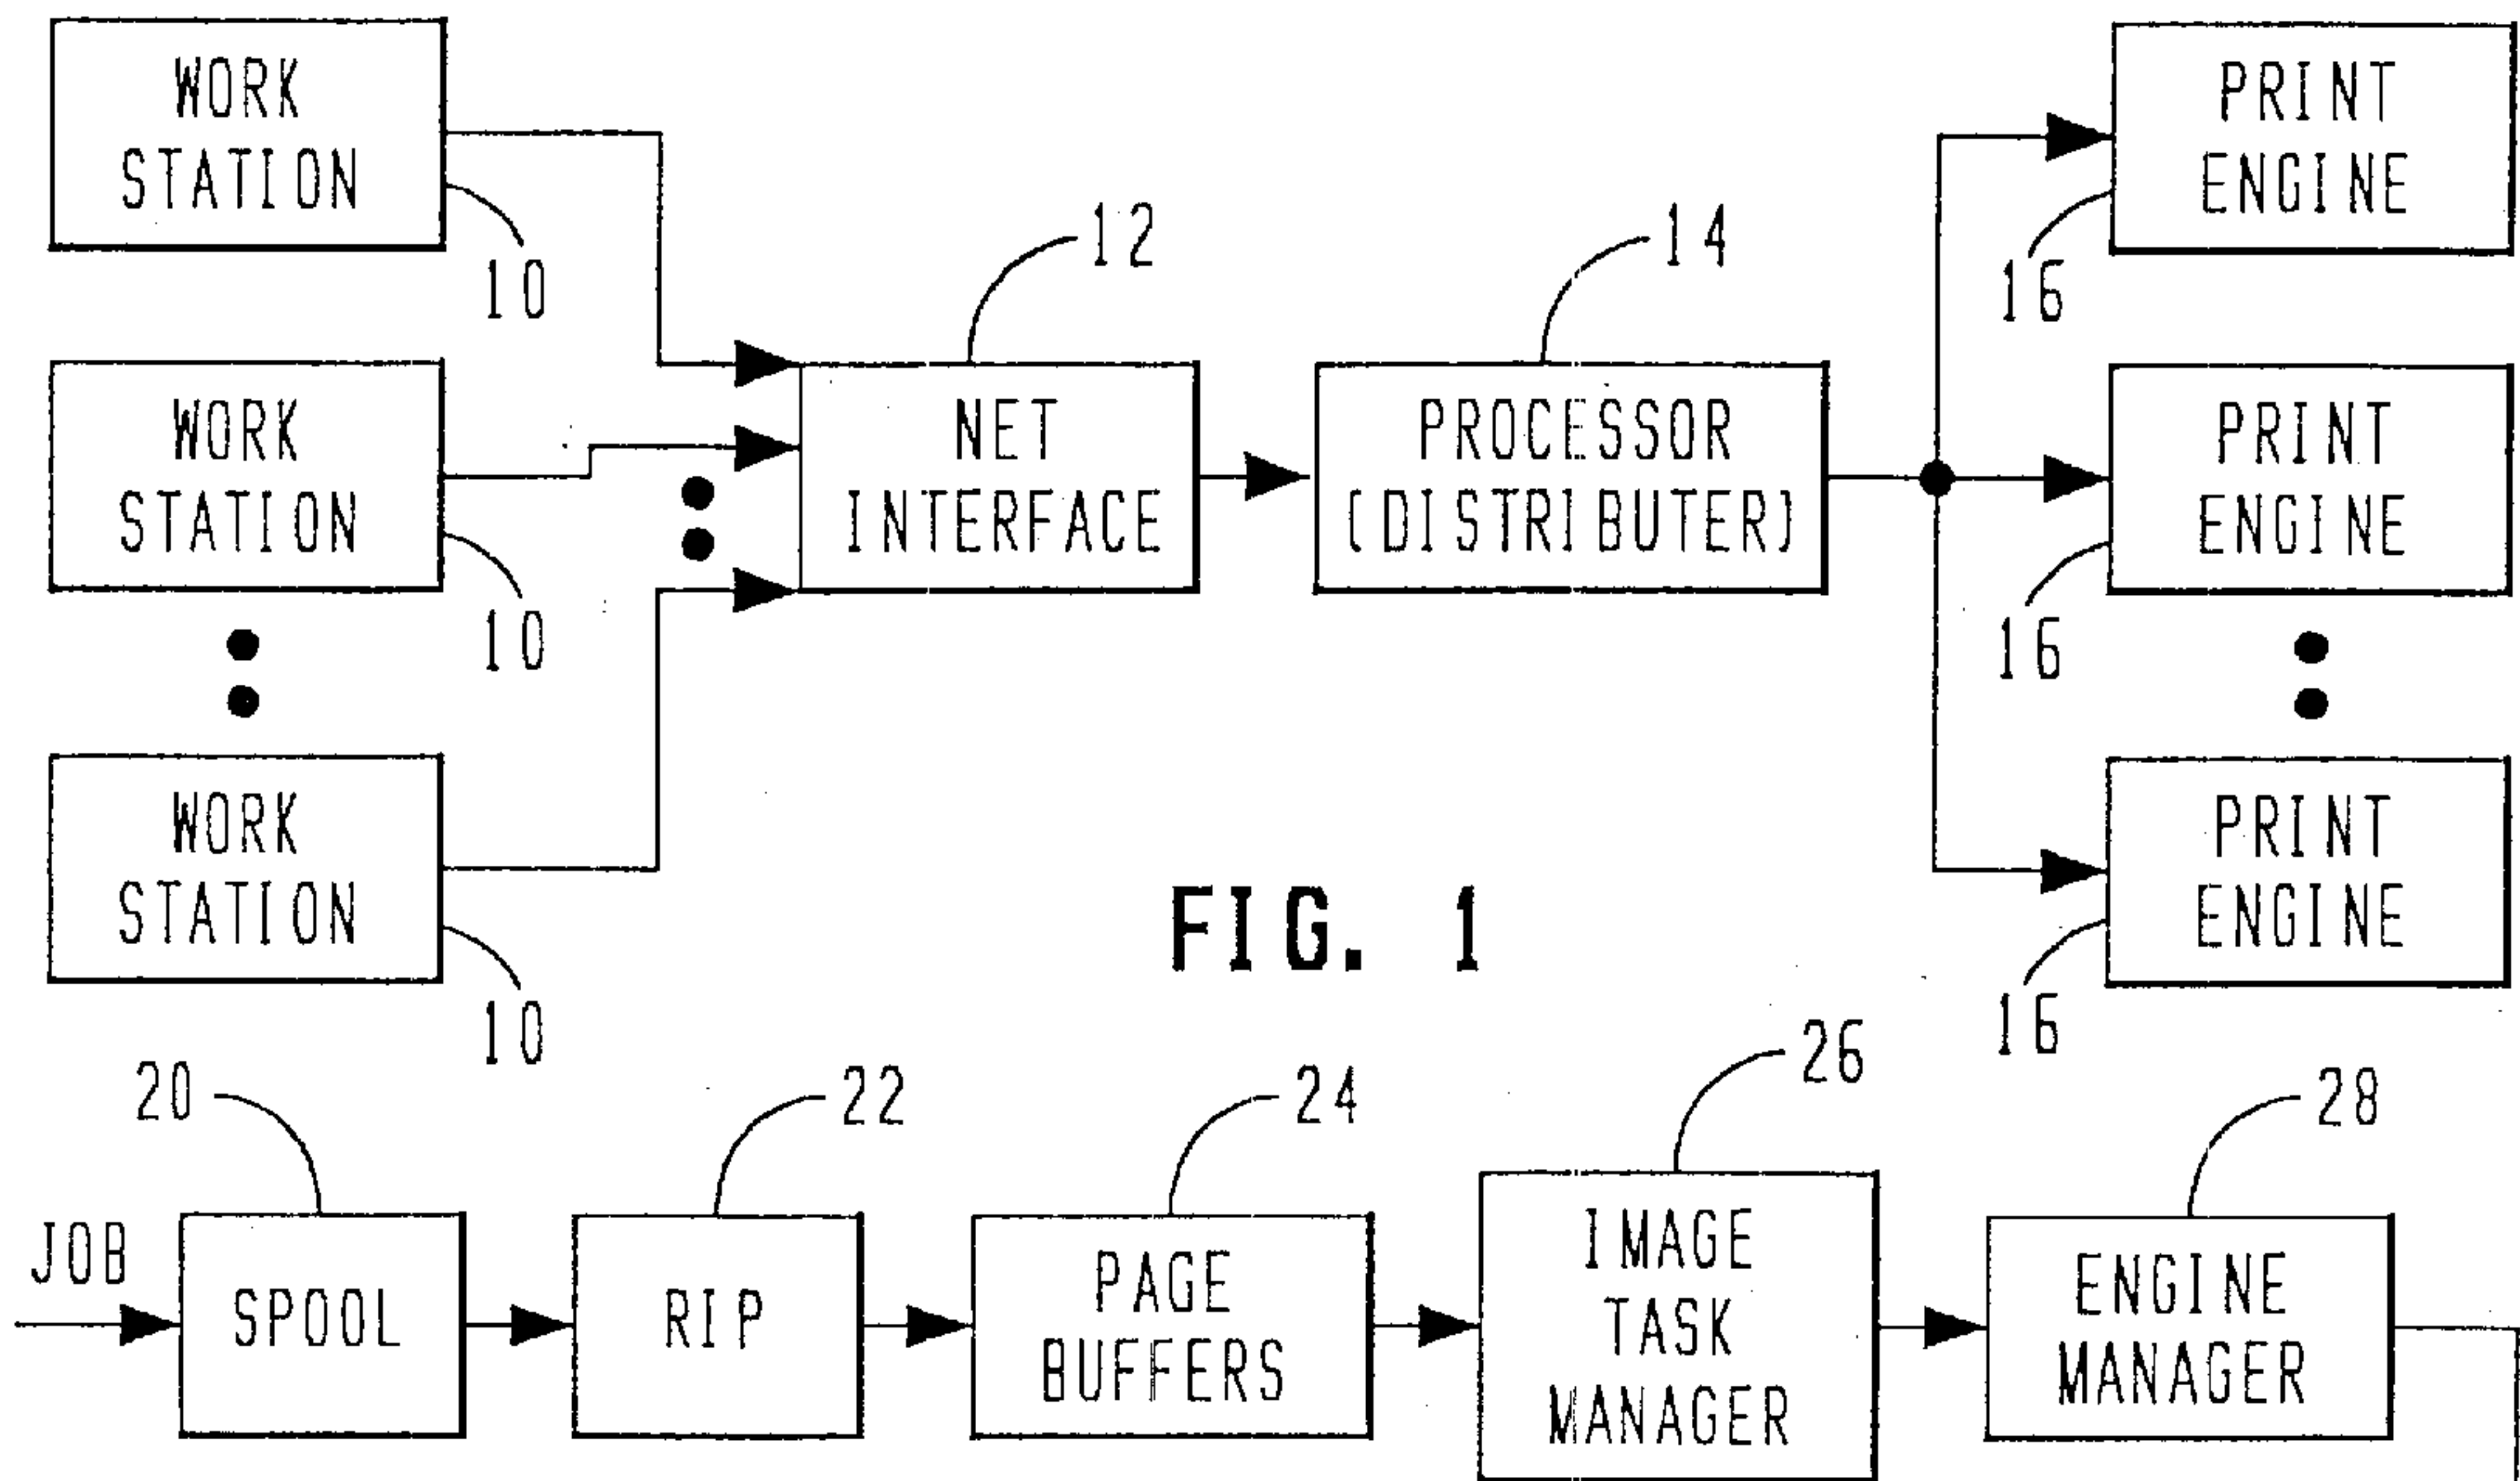 WORK
STATION
10
WORK
STATION
10
WORK
STATION
10
12
NET
INTERFACE
14
PROCESSOR
(DISTRIBUTER)
PRINT
ENGINE
16
PRINT
ENGINE
16
PRINT
ENGINE
16
FIG. 1
JOB
20
SPOOL
22
RIP
24
PAGE
BUFFERS
26
IMAGE
TASK
MANAGER
28
ENGINE
MANAGER